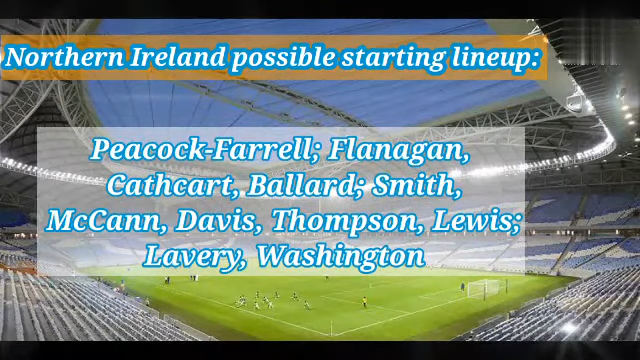 Northern Ireland possible starting lineup:
Peacock-Farrell; Flanagan,
Cathcart, Ballard; Smith,
McCann, Davis, Thompson, Lewis;
Lavery, Washington